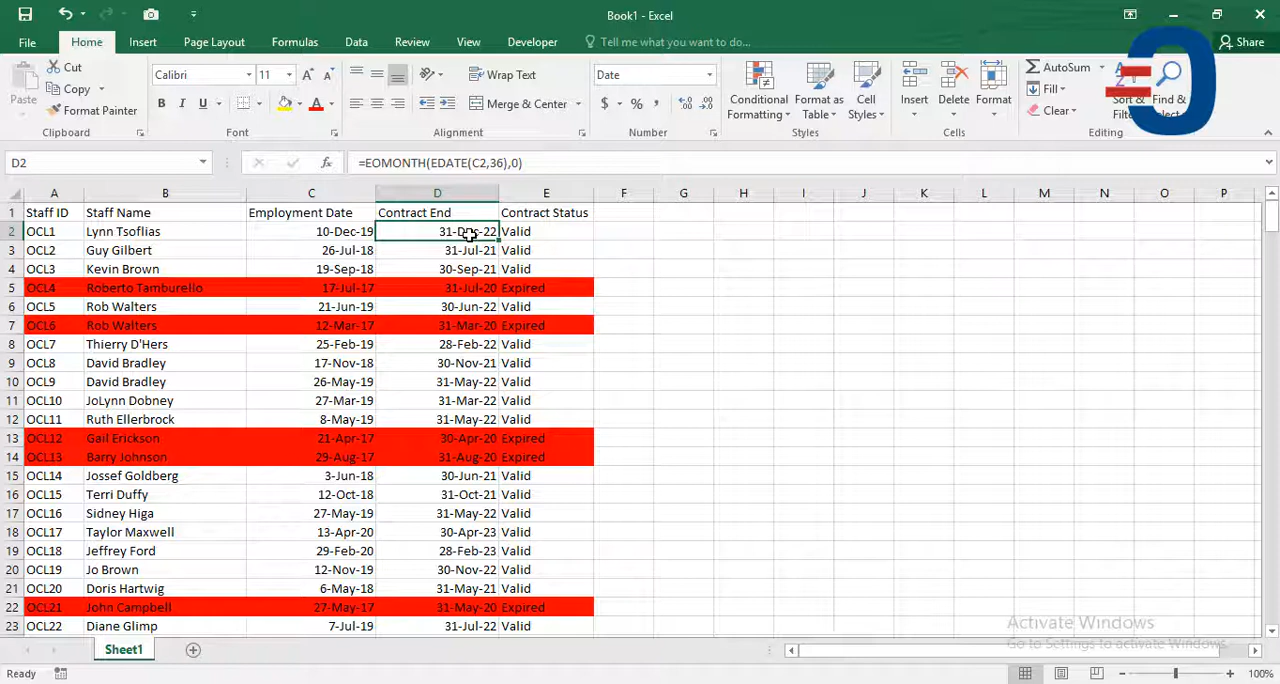 Book1 - Excel
File Home Insert Page Layout Formulas Data Review View Developer Tell me what you want to do... Share
Cut
Copy
Format Painter
Paste
Calibri 11
B I U
Wrap Text
Merge & Center
Date
$ % ,
Conditional Formatting
Format as Table
Cell Styles
Insert Delete Format
AutoSum
Fill
Clear
Sort & Find &
Clipboard Font Alignment Number Styles Cells Editing
D2 fx =EOMONTH(EDATE(C2,36),0)
A B C D E F G H I J K L M N O P
1 Staff ID Staff Name Employment Date Contract End Contract Status
2 OCL1 Lynn Tsoflias 10-Dec-19 31-Dec-22 Valid
3 OCL2 Guy Gilbert 26-Jul-18 31-Jul-21 Valid
4 OCL3 Kevin Brown 19-Sep-18 30-Sep-21 Valid
5 OCL4 Roberto Tamburello 17-Jul-17 31-Jul-20 Expired
6 OCL5 Rob Walters 21-Jun-19 30-Jun-22 Valid
7 OCL6 Rob Walters 12-Mar-17 31-Mar-20 Expired
8 OCL7 Thierry D'Hers 25-Feb-19 28-Feb-22 Valid
9 OCL8 David Bradley 17-Nov-18 30-Nov-21 Valid
10 OCL9 David Bradley 26-May-19 31-May-22 Valid
11 OCL10 JoLynn Dobney 27-Mar-19 31-Mar-22 Valid
12 OCL11 Ruth Ellerbrock 8-May-19 31-May-22 Valid
13 OCL12 Gail Erickson 21-Apr-17 30-Apr-20 Expired
14 OCL13 Barry Johnson 29-Aug-17 31-Aug-20 Expired
15 OCL14 Jossef Goldberg 3-Jun-18 30-Jun-21 Valid
16 OCL15 Terri Duffy 12-Oct-18 31-Oct-21 Valid
17 OCL16 Sidney Higa 27-May-19 31-May-22 Valid
18 OCL17 Taylor Maxwell 13-Apr-20 30-Apr-23 Valid
19 OCL18 Jeffrey Ford 29-Feb-20 28-Feb-23 Valid
20 OCL19 Jo Brown 12-Nov-19 30-Nov-22 Valid
21 OCL20 Doris Hartwig 6-May-18 31-May-21 Valid
22 OCL21 John Campbell 27-May-17 31-May-20 Expired
23 OCL22 Diane Glimp 7-Jul-19 31-Jul-22 Valid
Activate Windows
Go to Settings to activate Windows.
Sheet1
Ready 100%